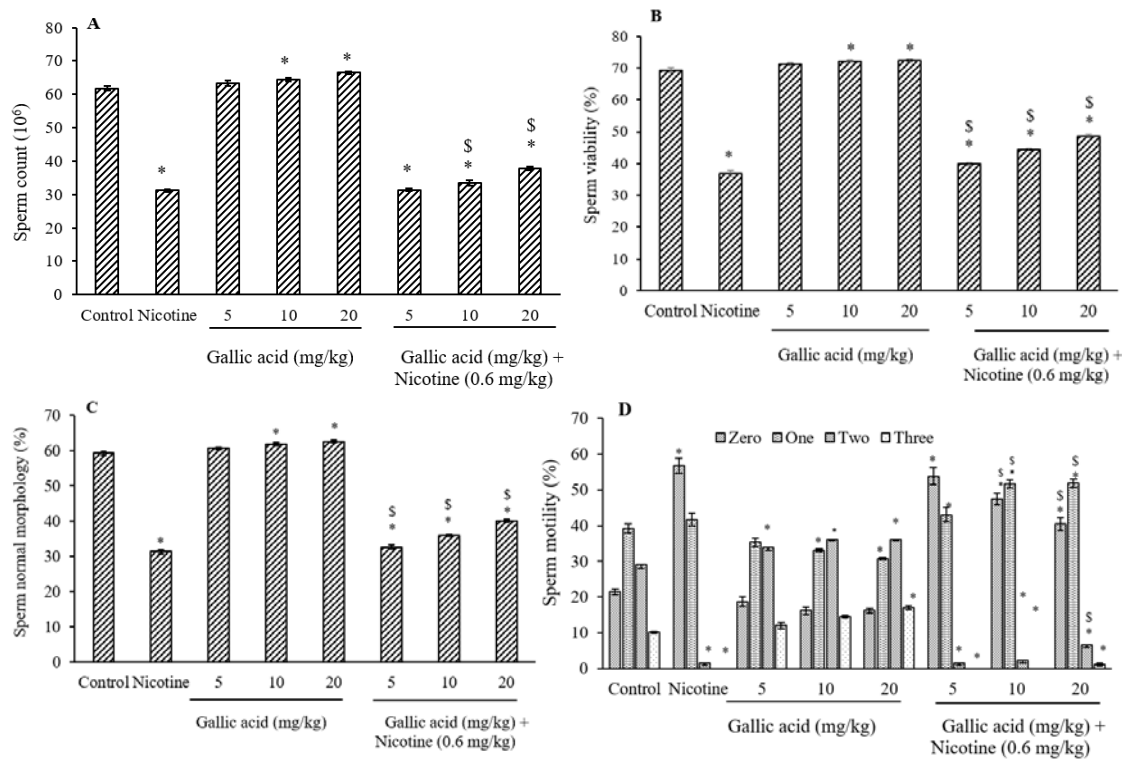 A
Sperm count (10⁶)
80
70
60
50
40
30
20
10
0
* * * * $ * $ *
Control Nicotine 5 10 20 5 10 20
Gallic acid (mg/kg)
Gallic acid (mg/kg) +
Nicotine (0.6 mg/kg)
B
Sperm viability (%)
80
70
60
50
40
30
20
10
0
* * * $ * $ * $ *
Control Nicotine 5 10 20 5 10 20
Gallic acid (mg/kg)
Gallic acid (mg/kg) +
Nicotine (0.6 mg/kg)
C
Sperm normal morphology (%)
70
60
50
40
30
20
10
0
* * * $ * $ * $ *
Control Nicotine 5 10 20 5 10 20
Gallic acid (mg/kg)
Gallic acid (mg/kg) +
Nicotine (0.6 mg/kg)
D
Sperm motility (%)
70
60
50
40
30
20
10
0
Zero One Two Three
* * * * * * * * * * * * * $ * $ * * * $ * $ * $ * *
Control Nicotine 5 10 20 5 10 20
Gallic acid (mg/kg)
Gallic acid (mg/kg) +
Nicotine (0.6 mg/kg)